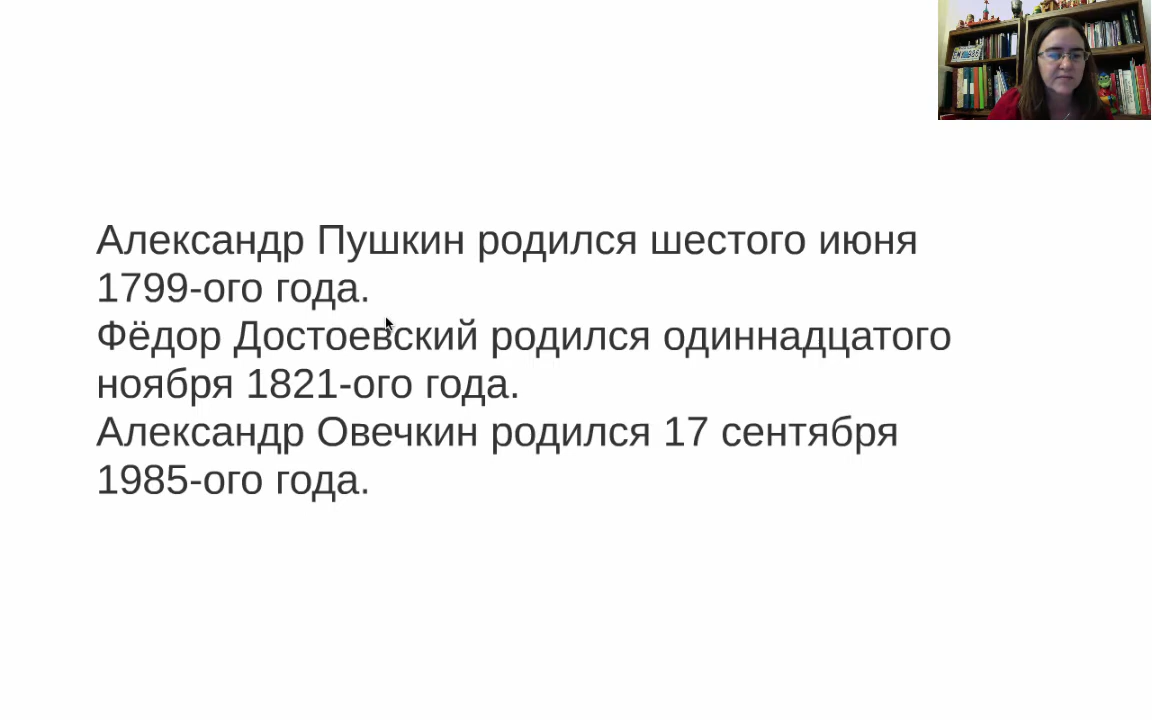 Александр Пушкин родился шестого июня
1799-ого года.
Фёдор Достоевский родился одиннадцатого
ноября 1821-ого года.
Александр Овечкин родился 17 сентября
1985-ого года.